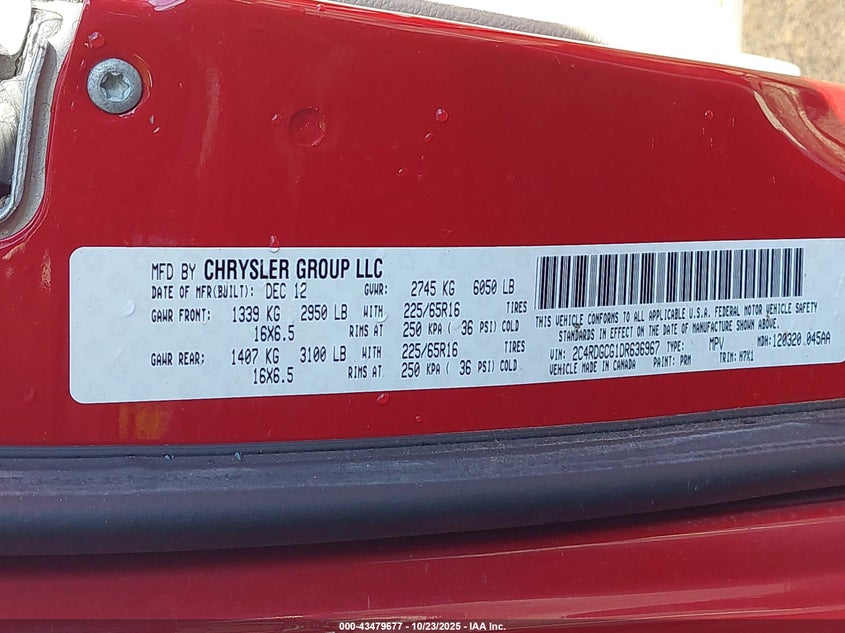 MFD BY CHRYSLER GROUP LLC
DATE OF MFR(BUILT): DEC 12 GVWR: 2745 KG 6050 LB
GAWR FRONT: 1339 KG 2950 LB WITH 225/65R16 TIRES
16X6.5 RIMS AT 250 KPA ( 36 PSI) COLD
GAWR REAR: 1407 KG 3100 LB WITH 225/65R16 TIRES
16X6.5 RIMS AT 250 KPA ( 36 PSI) COLD
THIS VEHICLE CONFORMS TO ALL APPLICABLE U.S.A. FEDERAL MOTOR VEHICLE SAFETY
STANDARDS IN EFFECT ON THE DATE OF MANUFACTURE SHOWN ABOVE.
VIN: 2C4RDGCG1DR636967 TYPE: MPV MDH: 120320 .045AA
VEHICLE MADE IN CANADA PAINT: PRM TRIM: H7X1
000-43479677 - 10/23/2025 - IAA Inc.